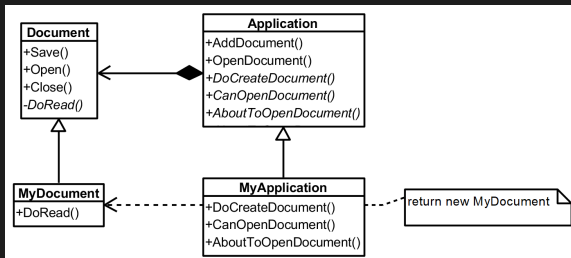 Document
+Save()
+Open()
+Close()
-DoRead()
Application
+AddDocument()
+OpenDocument()
+DoCreateDocument()
+CanOpenDocument()
+AboutToOpenDocument()
MyDocument
+DoRead()
MyApplication
+DoCreateDocument()
+CanOpenDocument()
+AboutToOpenDocument()
return new MyDocument